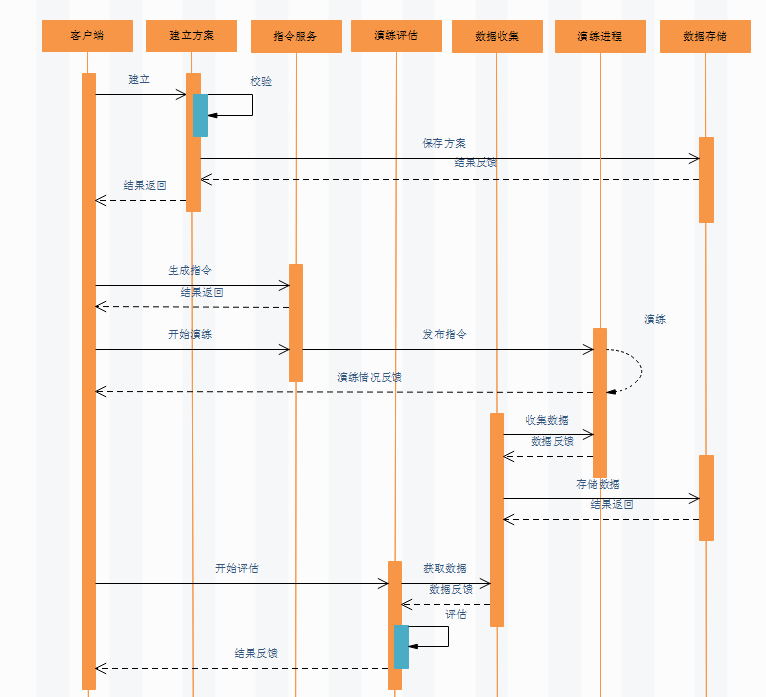 客户端
建立方案
指令服务
演练评估
数据收集
演练进程
数据存储
建立
校验
保存方案
结果反馈
结果返回
生成指令
结果返回
演练
开始演练
发布指令
演练情况反馈
收集数据
数据反馈
存储数据
结果返回
开始评估
获取数据
数据反馈
评估
结果反馈